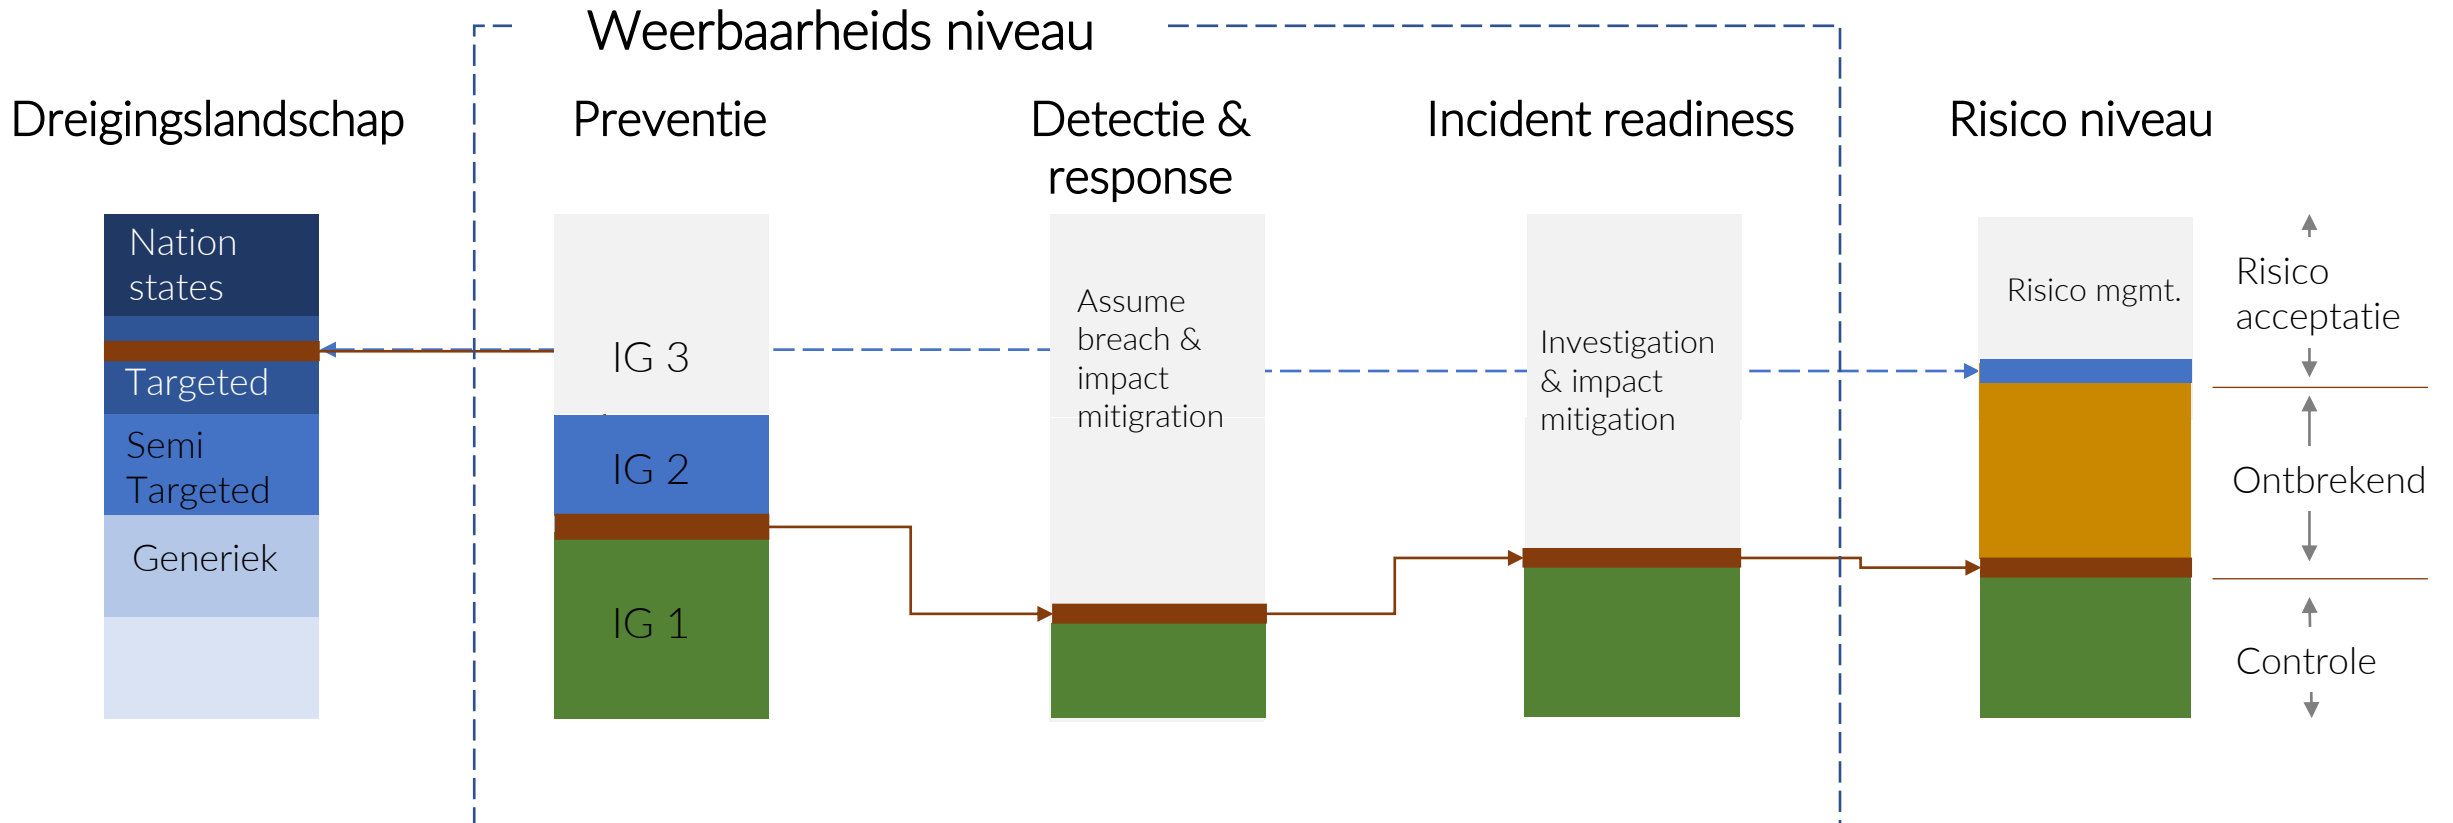 Weerbaarheids niveau
Dreigingslandschap
Preventie
Detectie &
response
Incident readiness
Risico niveau
Nation
states
Targeted
Semi
Targeted
Generiek
IG 3
IG 2
IG 1
Assume
breach &
impact
mitigration
Investigation
& impact
mitigation
Risico mgmt.
Risico
acceptatie
Ontbrekend
Controle